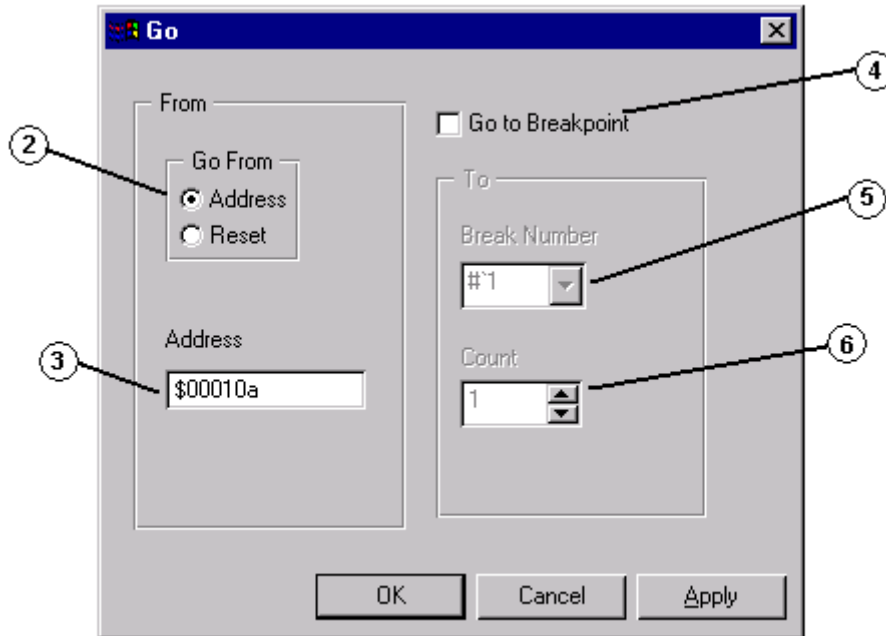 Go
From
Go From
Address
Reset
Address
$00010a
Go to Breakpoint
To
Break Number
#`1
Count
1
OK
Cancel
Apply
2
3
4
5
6